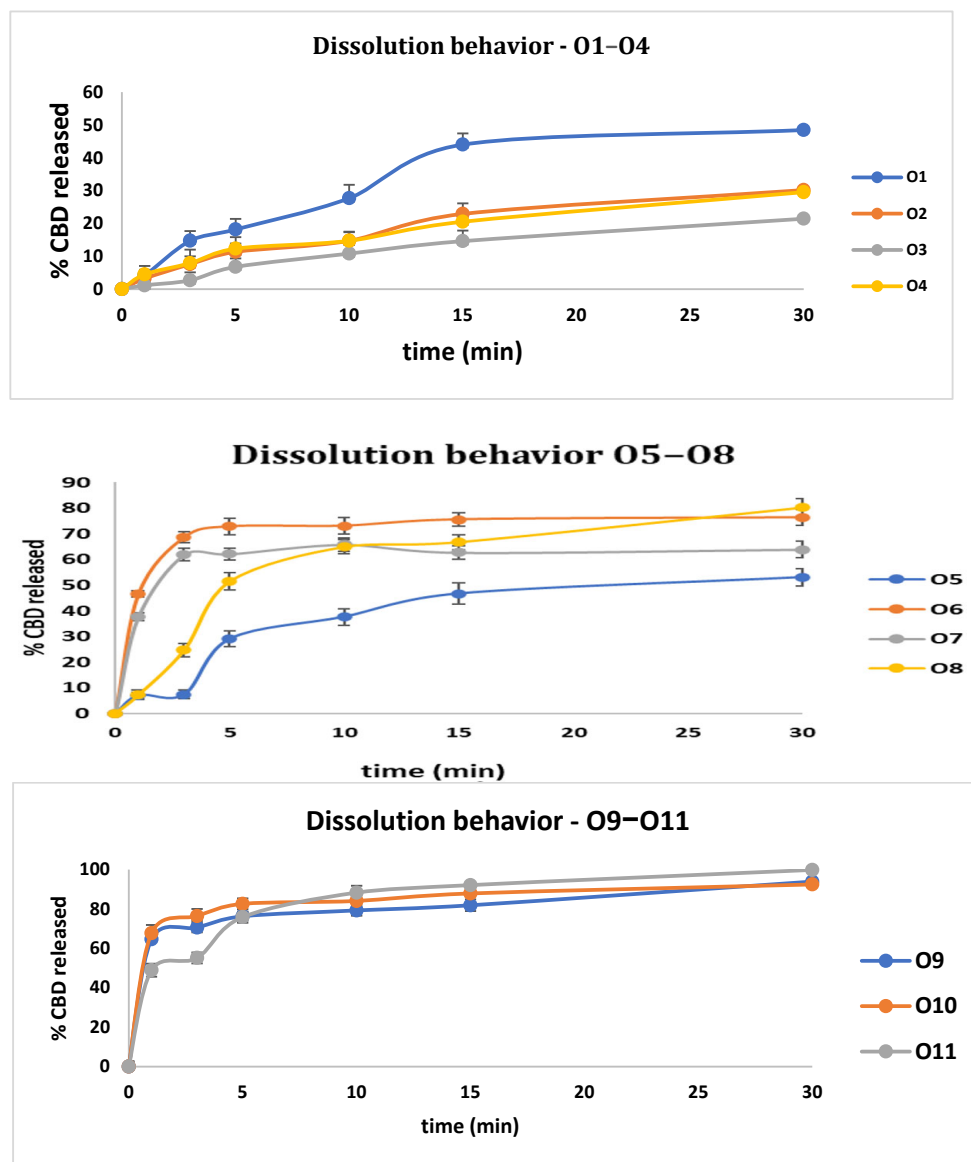 Dissolution behavior - O1–O4
% CBD released
60
50
40
30
20
10
0
0 5 10 15 20 25 30
time (min)
O1
O2
O3
O4
Dissolution behavior O5–O8
% CBD released
90
80
70
60
50
40
30
20
10
0
0 5 10 15 20 25 30
time (min)
O5
O6
O7
O8
Dissolution behavior - O9–O11
% CBD released
100
80
60
40
20
0
0 5 10 15 20 25 30
time (min)
O9
O10
O11